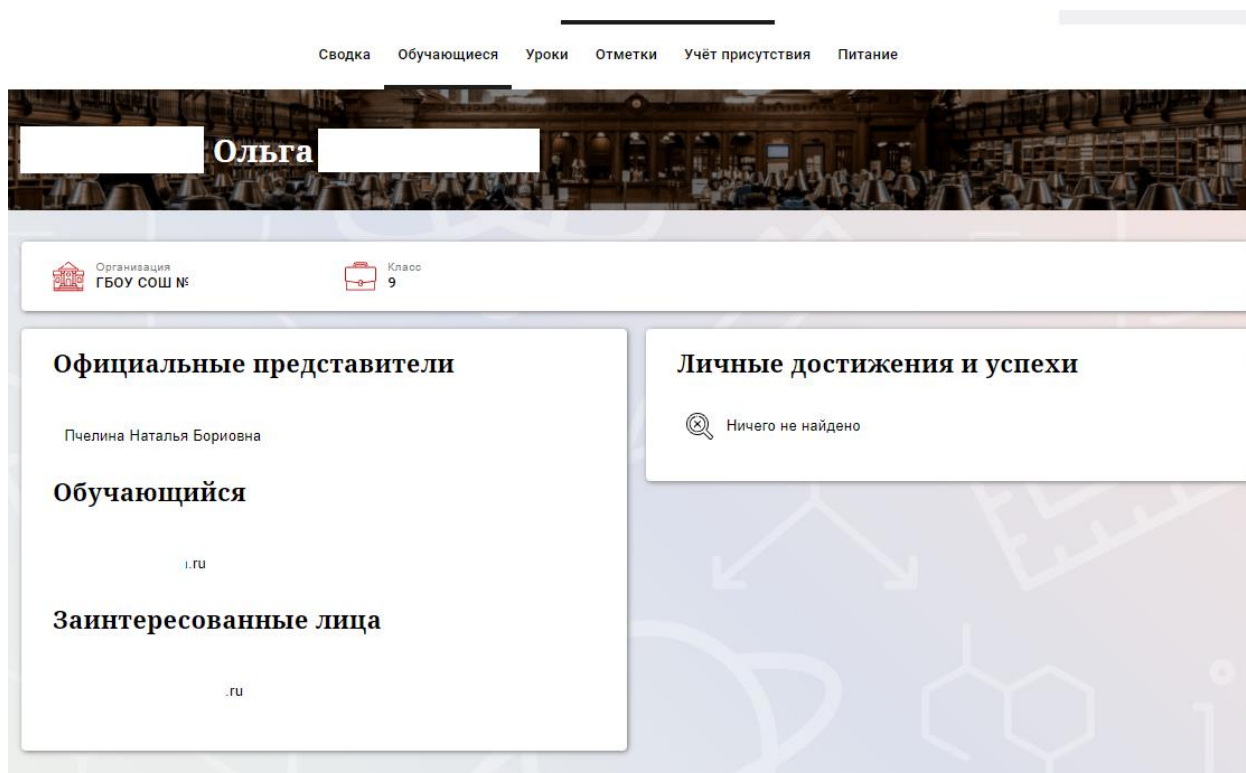 Сводка Обучающиеся Уроки Отметки Учёт присутствия Питание
Ольга
Организация
ГБОУ СОШ №
Класс
9
Официальные представители
Пчелина Наталья Бориовна
Обучающийся
.ru
Заинтересованные лица
.ru
Личные достижения и успехи
Ничего не найдено